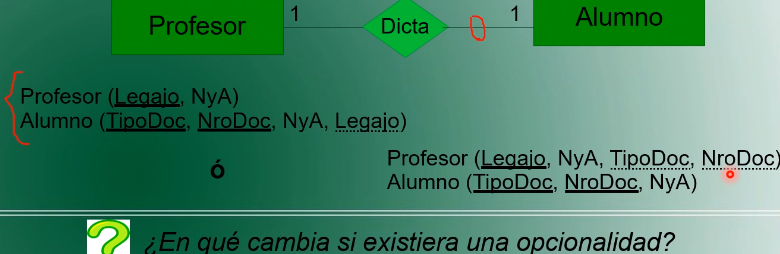 Profesor
1
Dicta
1
Alumno
Profesor (Legajo, NyA)
Alumno (TipoDoc, NroDoc, NyA, Legajo)
ó
Profesor (Legajo, NyA, TipoDoc, NroDoc)
Alumno (TipoDoc, NroDoc, NyA)
? ¿En qué cambia si existiera una opcionalidad?